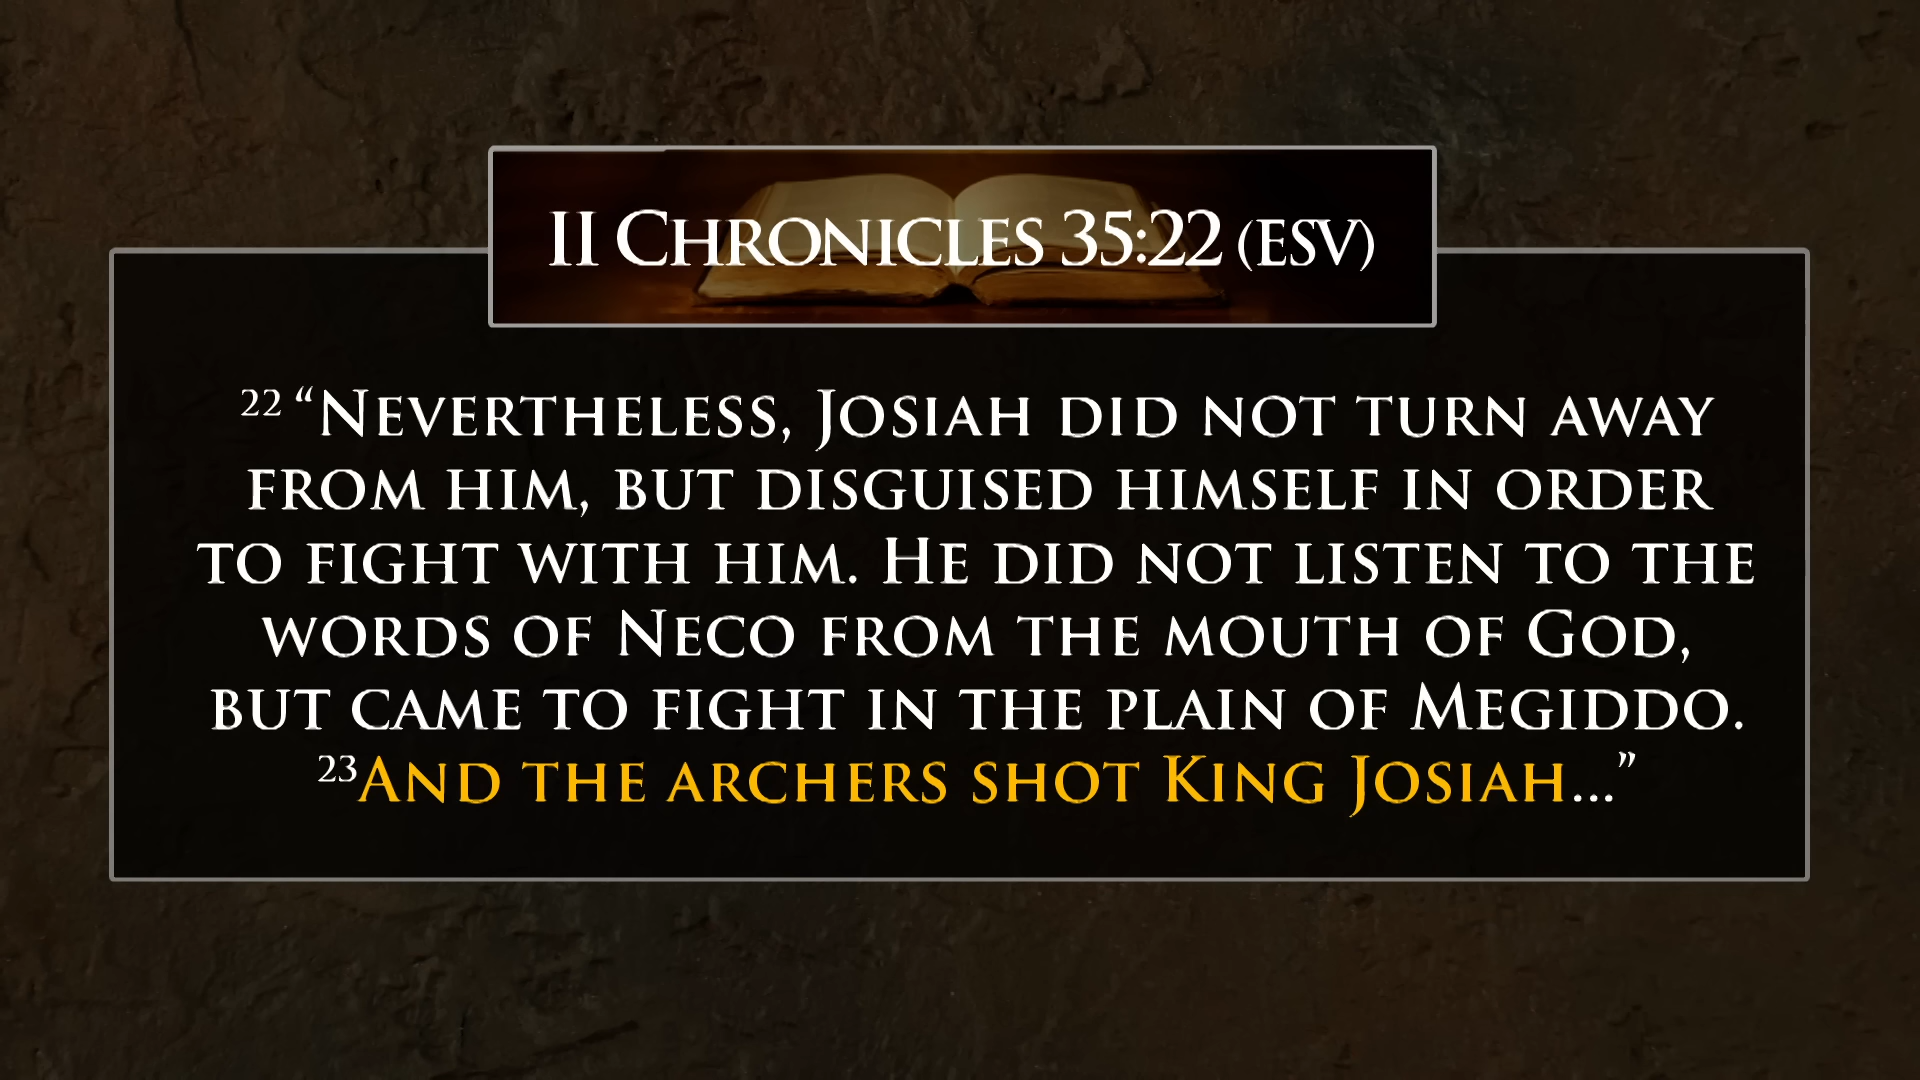 II Chronicles 35:22 (ESV)
22 “Nevertheless, Josiah did not turn away
from him, but disguised himself in order
to fight with him. He did not listen to the
words of Neco from the mouth of God,
but came to fight in the plain of Megiddo.
23And the archers shot King Josiah...”